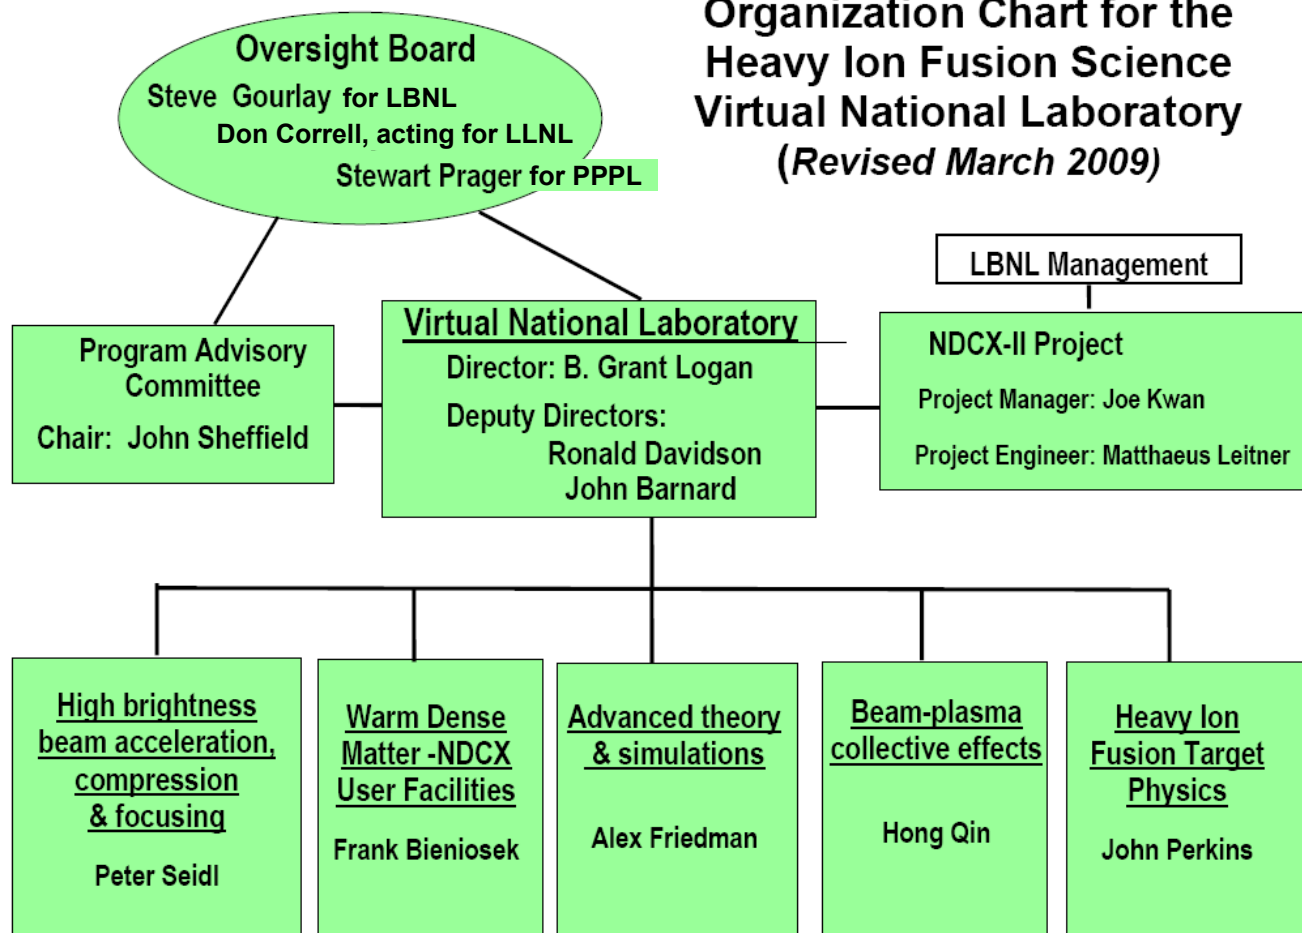 Organization Chart for the
Heavy Ion Fusion Science
Virtual National Laboratory
(Revised March 2009)
Oversight Board
Steve Gourlay for LBNL
Don Correll, acting for LLNL
Stewart Prager for PPPL
LBNL Management
Program Advisory
Committee
Chair: John Sheffield
Virtual National Laboratory
Director: B. Grant Logan
Deputy Directors:
Ronald Davidson
John Barnard
NDCX-II Project
Project Manager: Joe Kwan
Project Engineer: Matthaeus Leitner
High brightness
beam acceleration,
compression
& focusing
Peter Seidl
Warm Dense
Matter -NDCX
User Facilities
Frank Bieniosek
Advanced theory
& simulations
Alex Friedman
Beam-plasma
collective effects
Hong Qin
Heavy Ion
Fusion Target
Physics
John Perkins